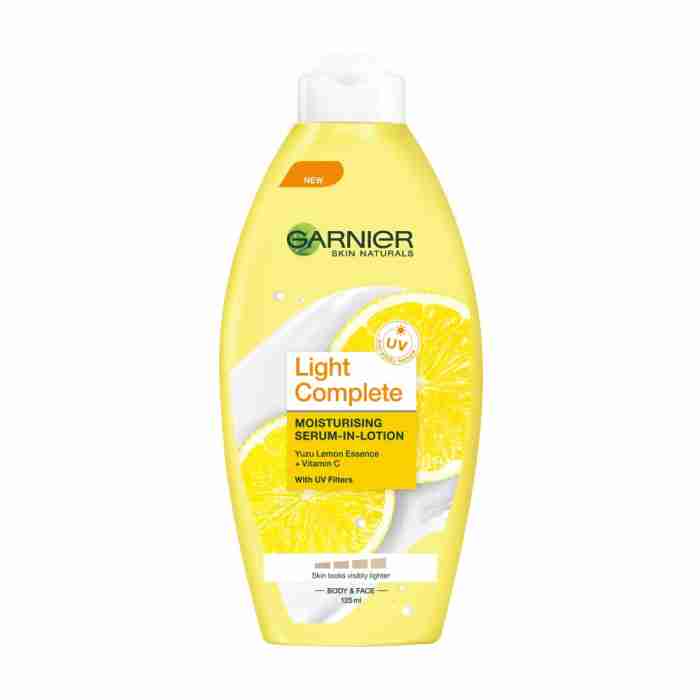 NEW
GARNIER
SKIN NATURALS
UV
Light
Complete
MOISTURISING
SERUM-IN-LOTION
Yuzu Lemon Essence
+ Vitamin C
With UV Filters
Skin looks visibly lighter
BODY & FACE
125 ml